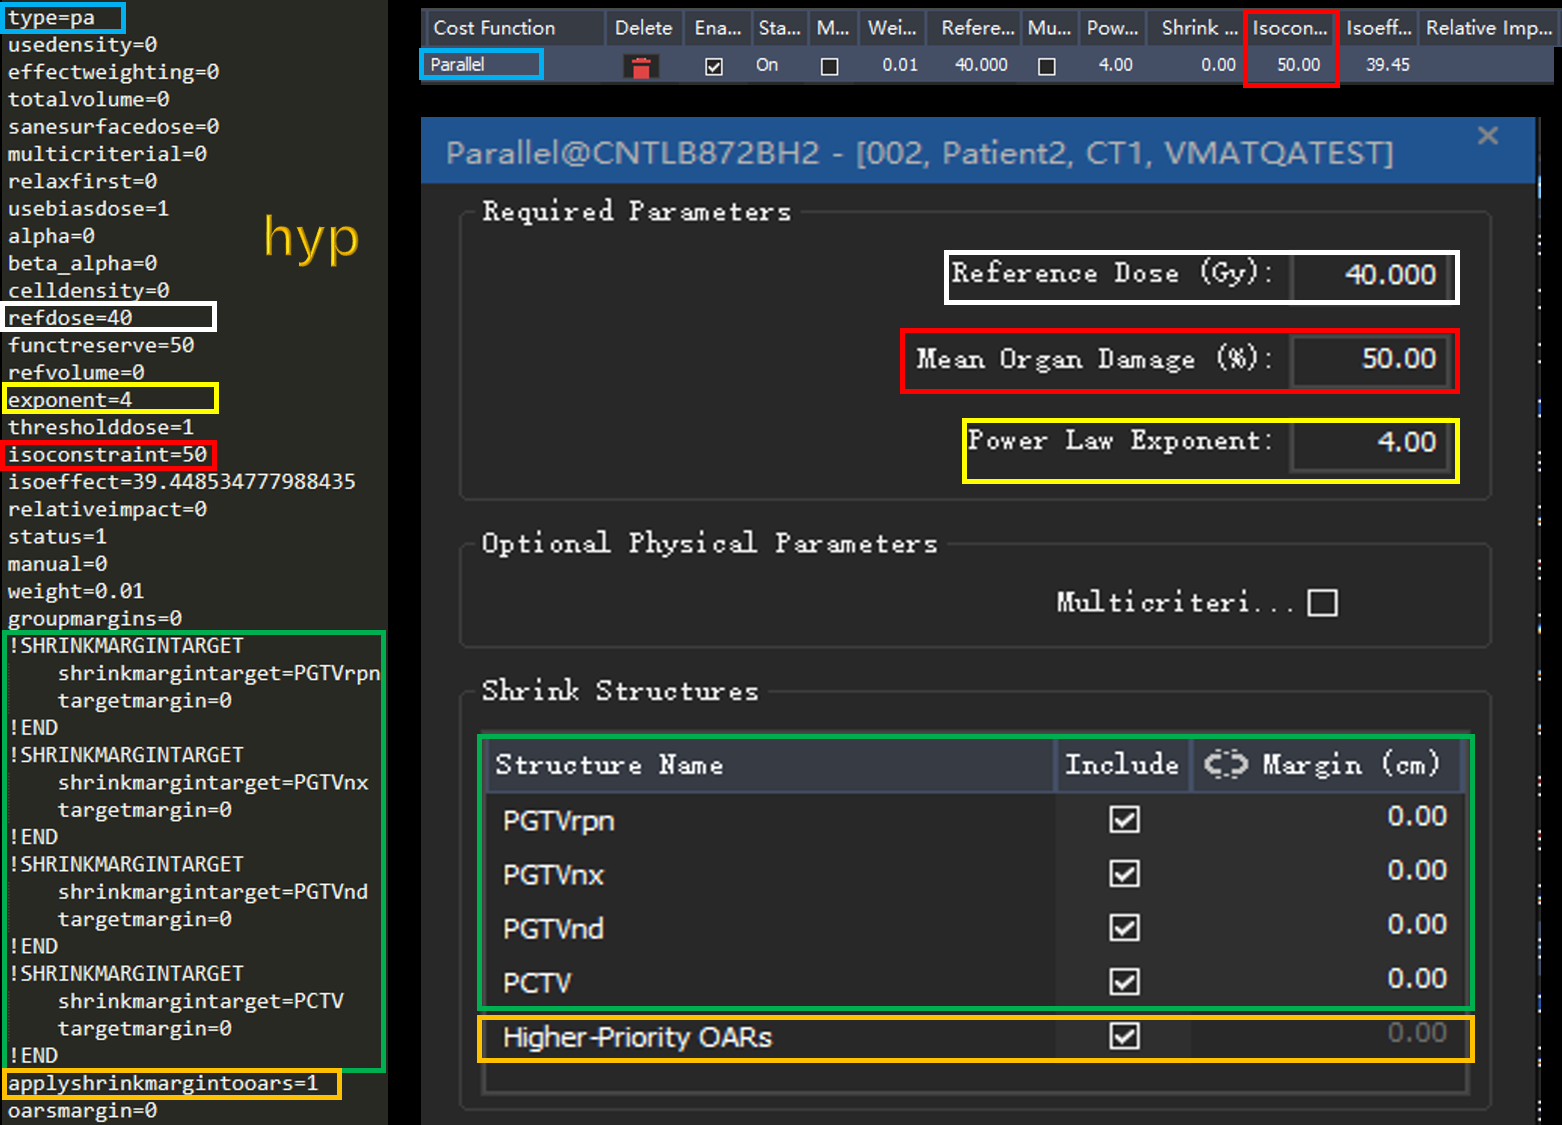 type=pa
usedensity=0
effectweighting=0
totalvolume=0
sanesurfacedose=0
multicriterial=0
relaxfirst=0
usebiasdose=1
alpha=0
beta_alpha=0
celldensity=0
refdose=40
functreserve=50
refvolume=0
exponent=4
thresholddose=1
isoconstraint=50
isoeffect=39.448534777988435
relativeimpact=0
status=1
manual=0
weight=0.01
groupmargins=0
!SHRINKMARGINTARGET
shrinkmargintarget=PGTVrpn
targetmargin=0
!END
!SHRINKMARGINTARGET
shrinkmargintarget=PGTVnx
targetmargin=0
!END
!SHRINKMARGINTARGET
shrinkmargintarget=PGTVnd
targetmargin=0
!END
!SHRINKMARGINTARGET
shrinkmargintarget=PCTV
targetmargin=0
!END
applyshrinkmargintooars=1
oarsmargin=0
hyp
Cost Function Delete Ena... Sta... M... Wei... Refere... Mu... Pow... Shrink ... Isocon... Isoeff... Relative Imp...
Parallel On 0.01 40.000 4.00 0.00 50.00 39.45
Parallel@CNTLB872BH2 - [002, Patient2, CT1, VMATQATEST]
Required Parameters
Reference Dose (Gy): 40.000
Mean Organ Damage (%): 50.00
Power Law Exponent: 4.00
Optional Physical Parameters
Multicriteri...
Shrink Structures
Structure Name Include Margin (cm)
PGTVrpn 0.00
PGTVnx 0.00
PGTVnd 0.00
PCTV 0.00
Higher-Priority OARs 0.00